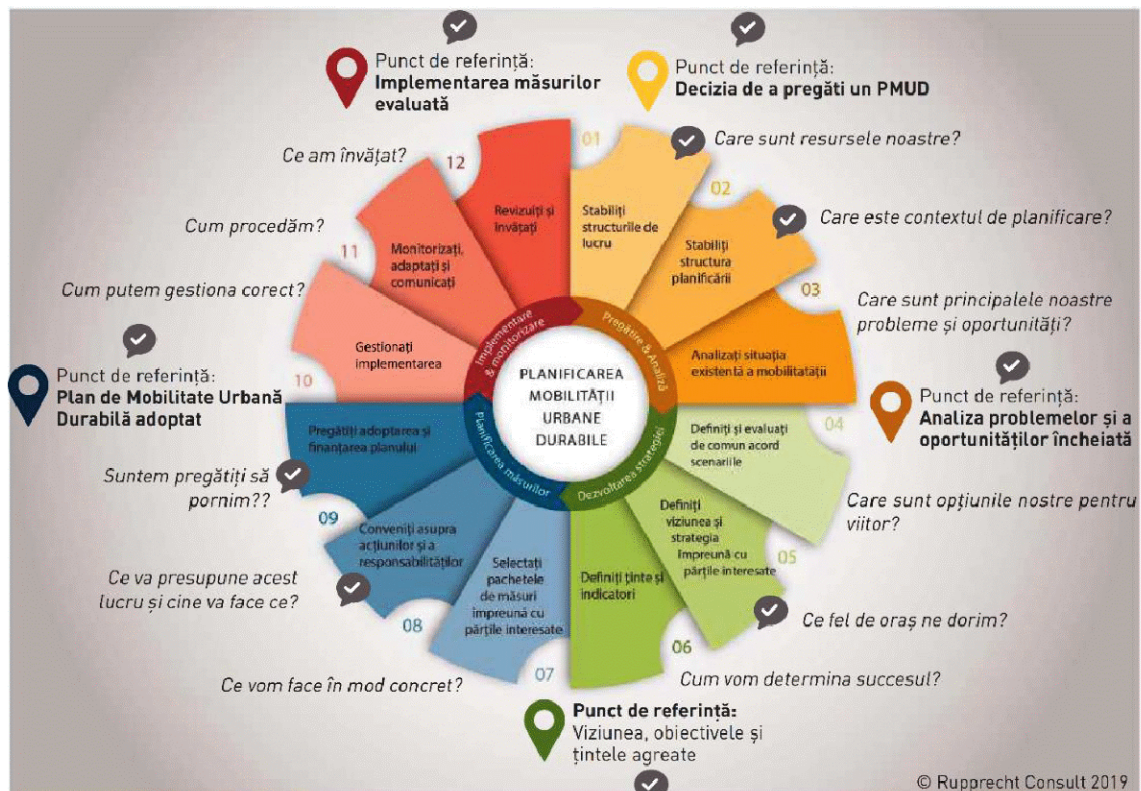 Punct de referință:
Implementarea măsurilor
evaluată
Punct de referință:
Decizia de a pregăti un PMUD
Ce am învățat?
12
01
Care sunt resursele noastre?
Revizuiți și
învățați
Stabiliți
structurile de
lucru
02
Care este contextul de planificare?
Cum procedăm?
11
Monitorizați,
adaptați și
comunicați
Stabiliți
structura
planificării
03
Care sunt principalele noastre
probleme și oportunități?
Cum putem gestiona corect?
Gestionați
implementarea
10
Analizați situația
existentă a mobilitatății
Implementare
& monitorizare
Pregătire & Analiză
PLANIFICAREA
MOBILITĂȚII
URBANE
DURABILE
Planificarea măsurilor
Dezvoltarea strategiei
Punct de referință:
Plan de Mobilitate Urbană
Durabilă adoptat
Punct de referință:
Analiza problemelor și a
oportunităților încheiată
04
Definiți și evaluați
de comun acord
scenariile
Pregătiți adoptarea și
finanțarea planului
Suntem pregătiți să
pornim??
09
Care sunt opțiunile nostre pentru
viitor?
Definiți
viziunea și
strategia
împreună cu
părțile interesate
05
Conveniți asupra
acțiunilor și a
responsabilităților
Selectați
pachetele
de măsuri
împreună cu
părțile interesate
Definiți ținte și
indicatori
Ce va presupune acest
lucru și cine va face ce?
08
Ce fel de oraș ne dorim?
06
07
Ce vom face în mod concret?
Cum vom determina succesul?
Punct de referință:
Viziunea, obiectivele și
țintele agreate
© Rupprecht Consult 2019